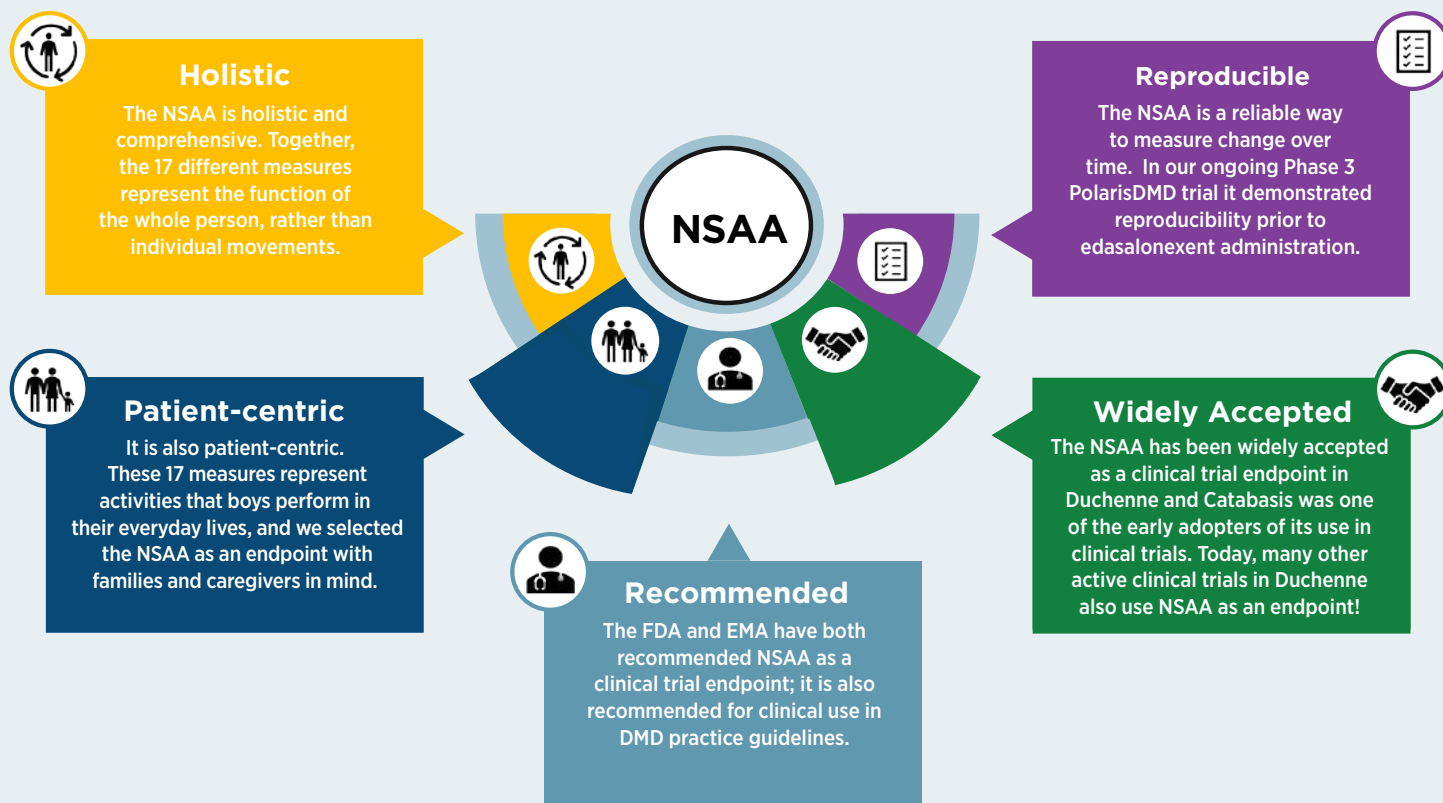 Holistic
The NSAA is holistic and
comprehensive. Together,
the 17 different measures
represent the function of
the whole person, rather than
individual movements.
Patient-centric
It is also patient-centric.
These 17 measures represent
activities that boys perform in
their everyday lives, and we selected
the NSAA as an endpoint with
families and caregivers in mind.
NSAA
Recommended
The FDA and EMA have both
recommended NSAA as a
clinical trial endpoint; it is also
recommended for clinical use in
DMD practice guidelines.
Reproducible
The NSAA is a reliable way
to measure change over
time. In our ongoing Phase 3
PolarisDMD trial it demonstrated
reproducibility prior to
edasalonexent administration.
Widely Accepted
The NSAA has been widely accepted
as a clinical trial endpoint in
Duchenne and Catabasis was one
of the early adopters of its use in
clinical trials. Today, many other
active clinical trials in Duchenne
also use NSAA as an endpoint!